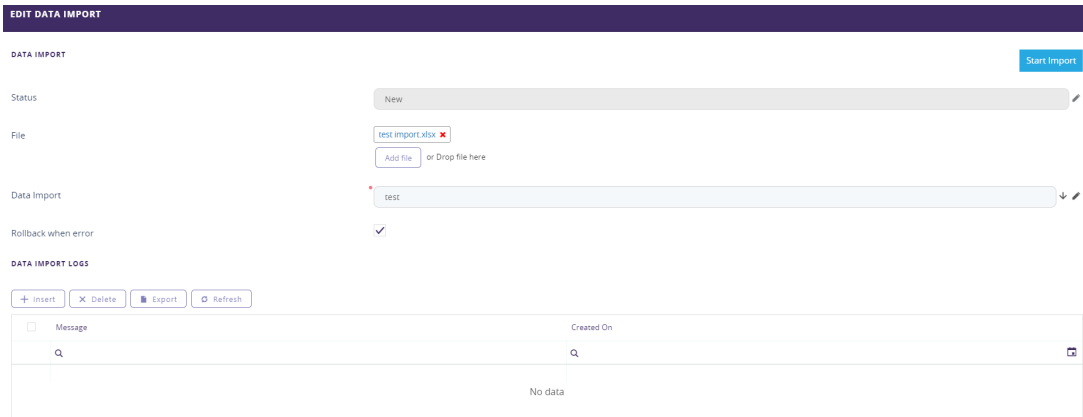 EDIT DATA IMPORT
DATA IMPORT
Start Import
Status
New
File
test import.xlsx
Add file or Drop file here
Data Import
* test
Rollback when error
DATA IMPORT LOGS
Insert Delete Export Refresh
Message Created On
No data